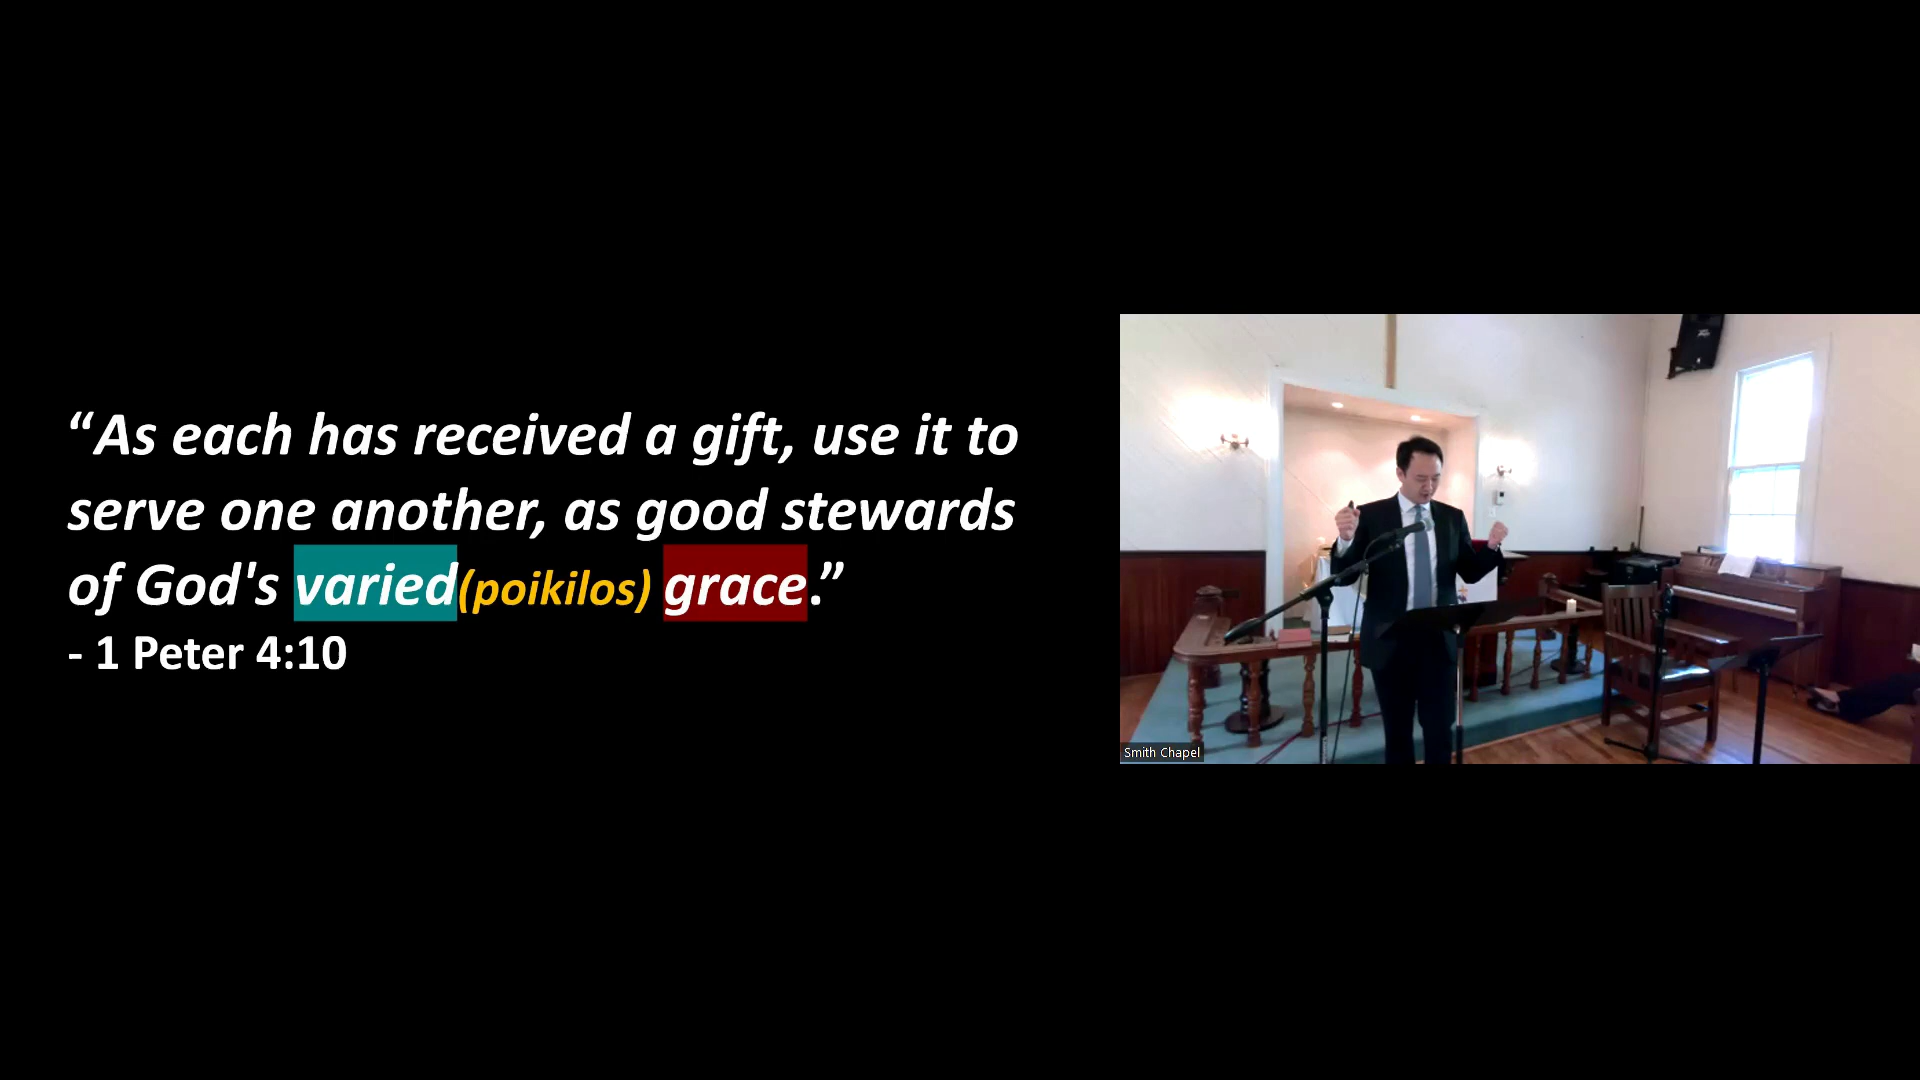 “As each has received a gift, use it to
serve one another, as good stewards
of God's varied(poikilos) grace.”
- 1 Peter 4:10
Smith Chapel